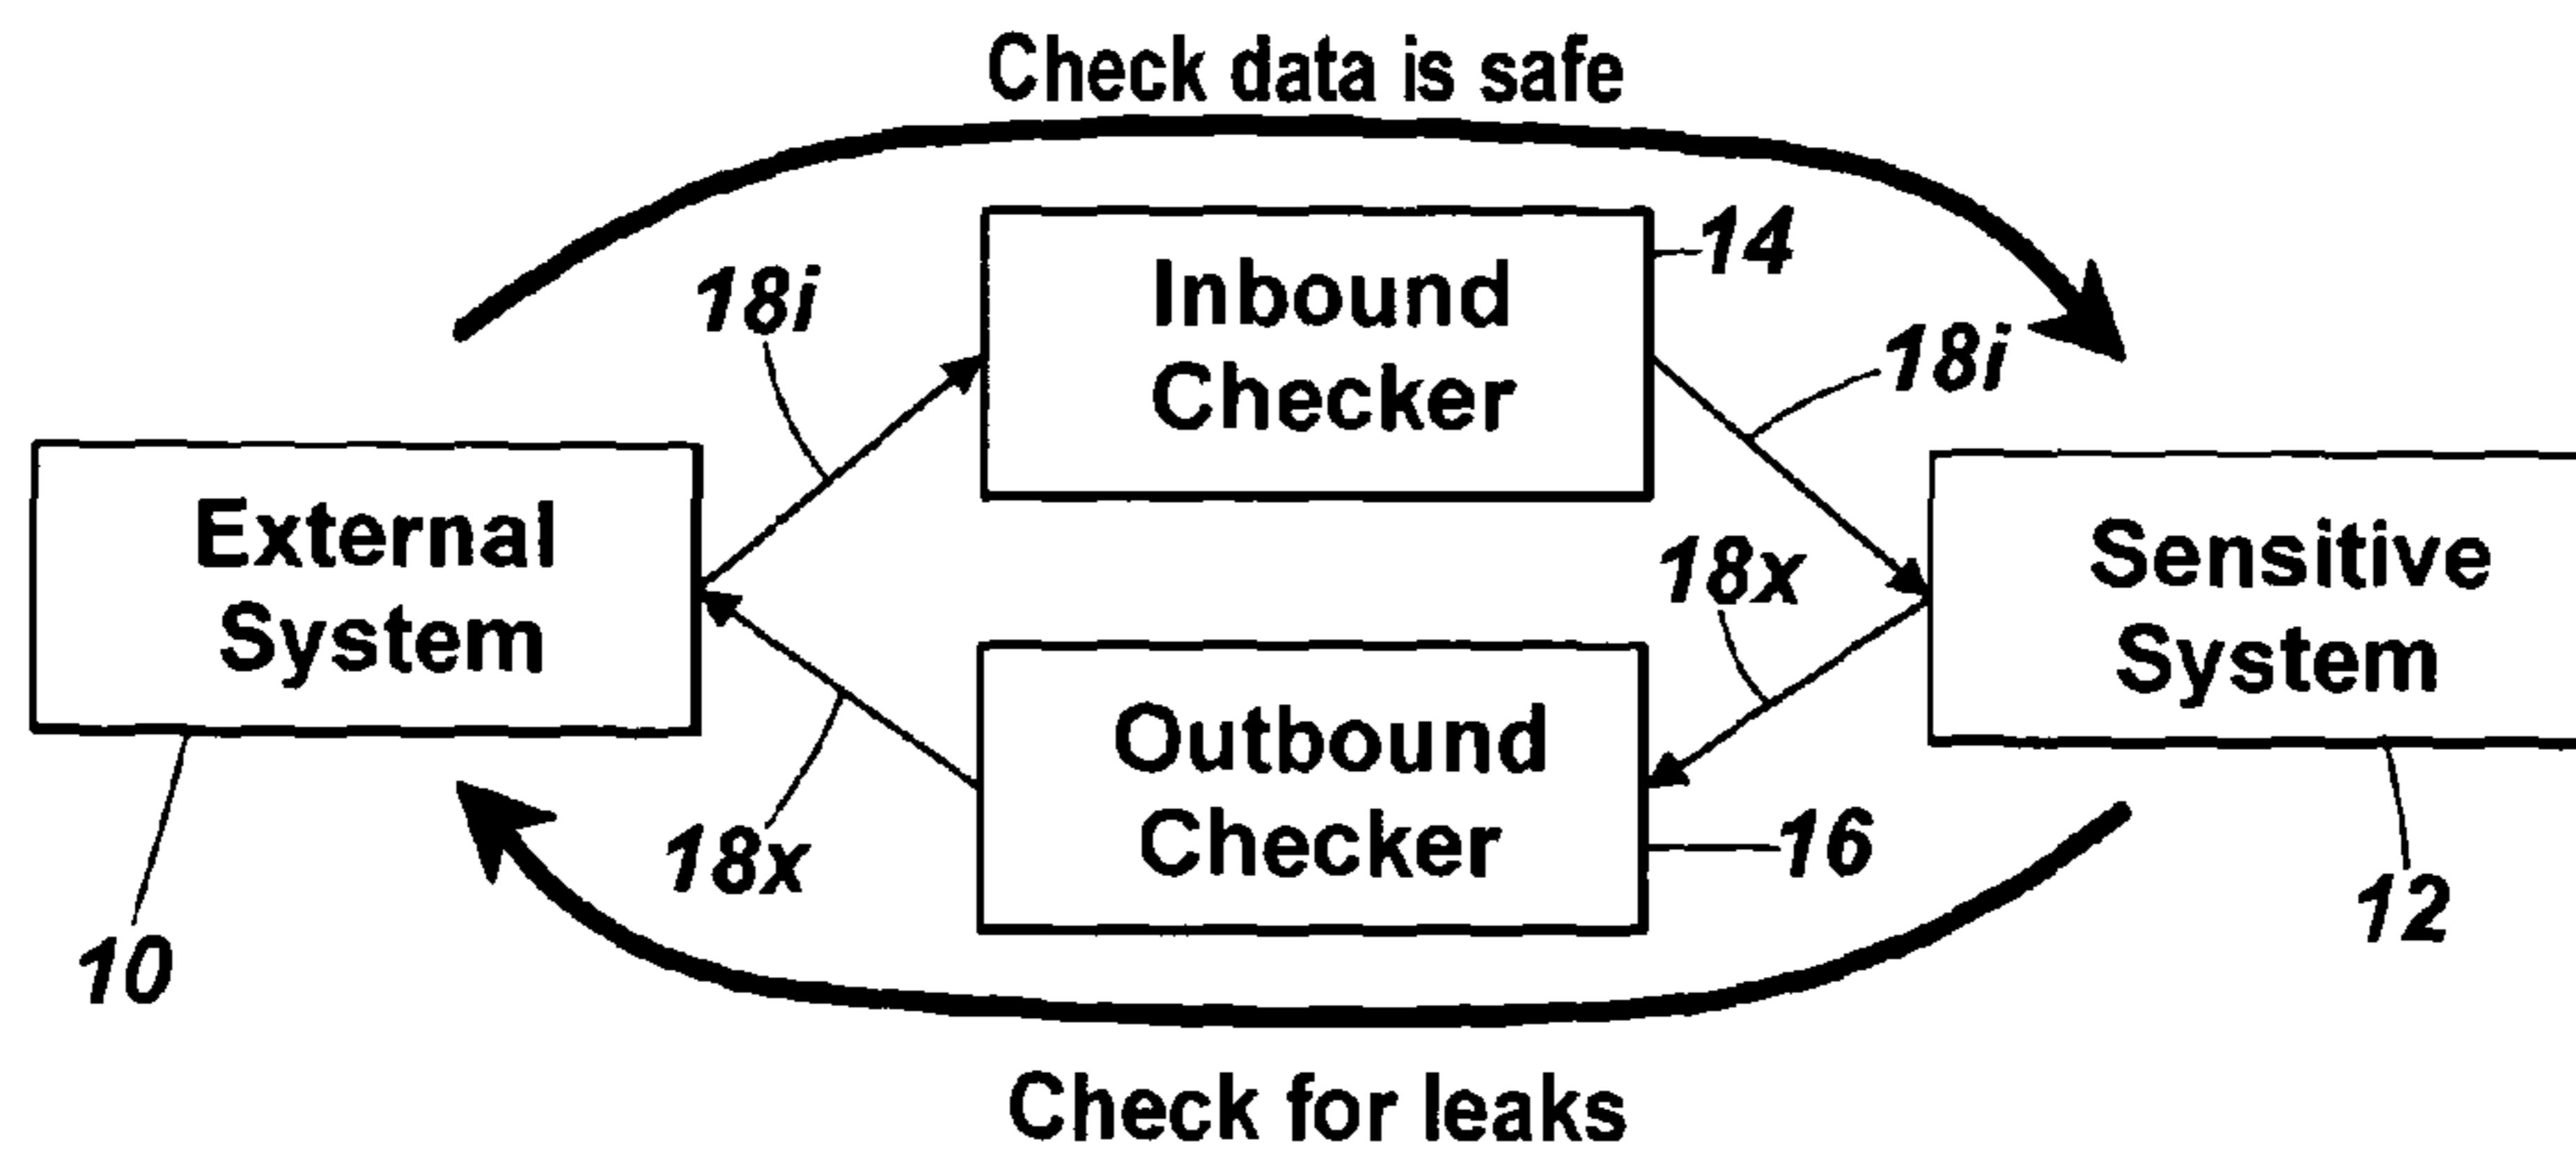 Check data is safe
14
Inbound
Checker
18i
18i
External
System
Sensitive
System
18x
Outbound
Checker
18x
16
10
12
Check for leaks